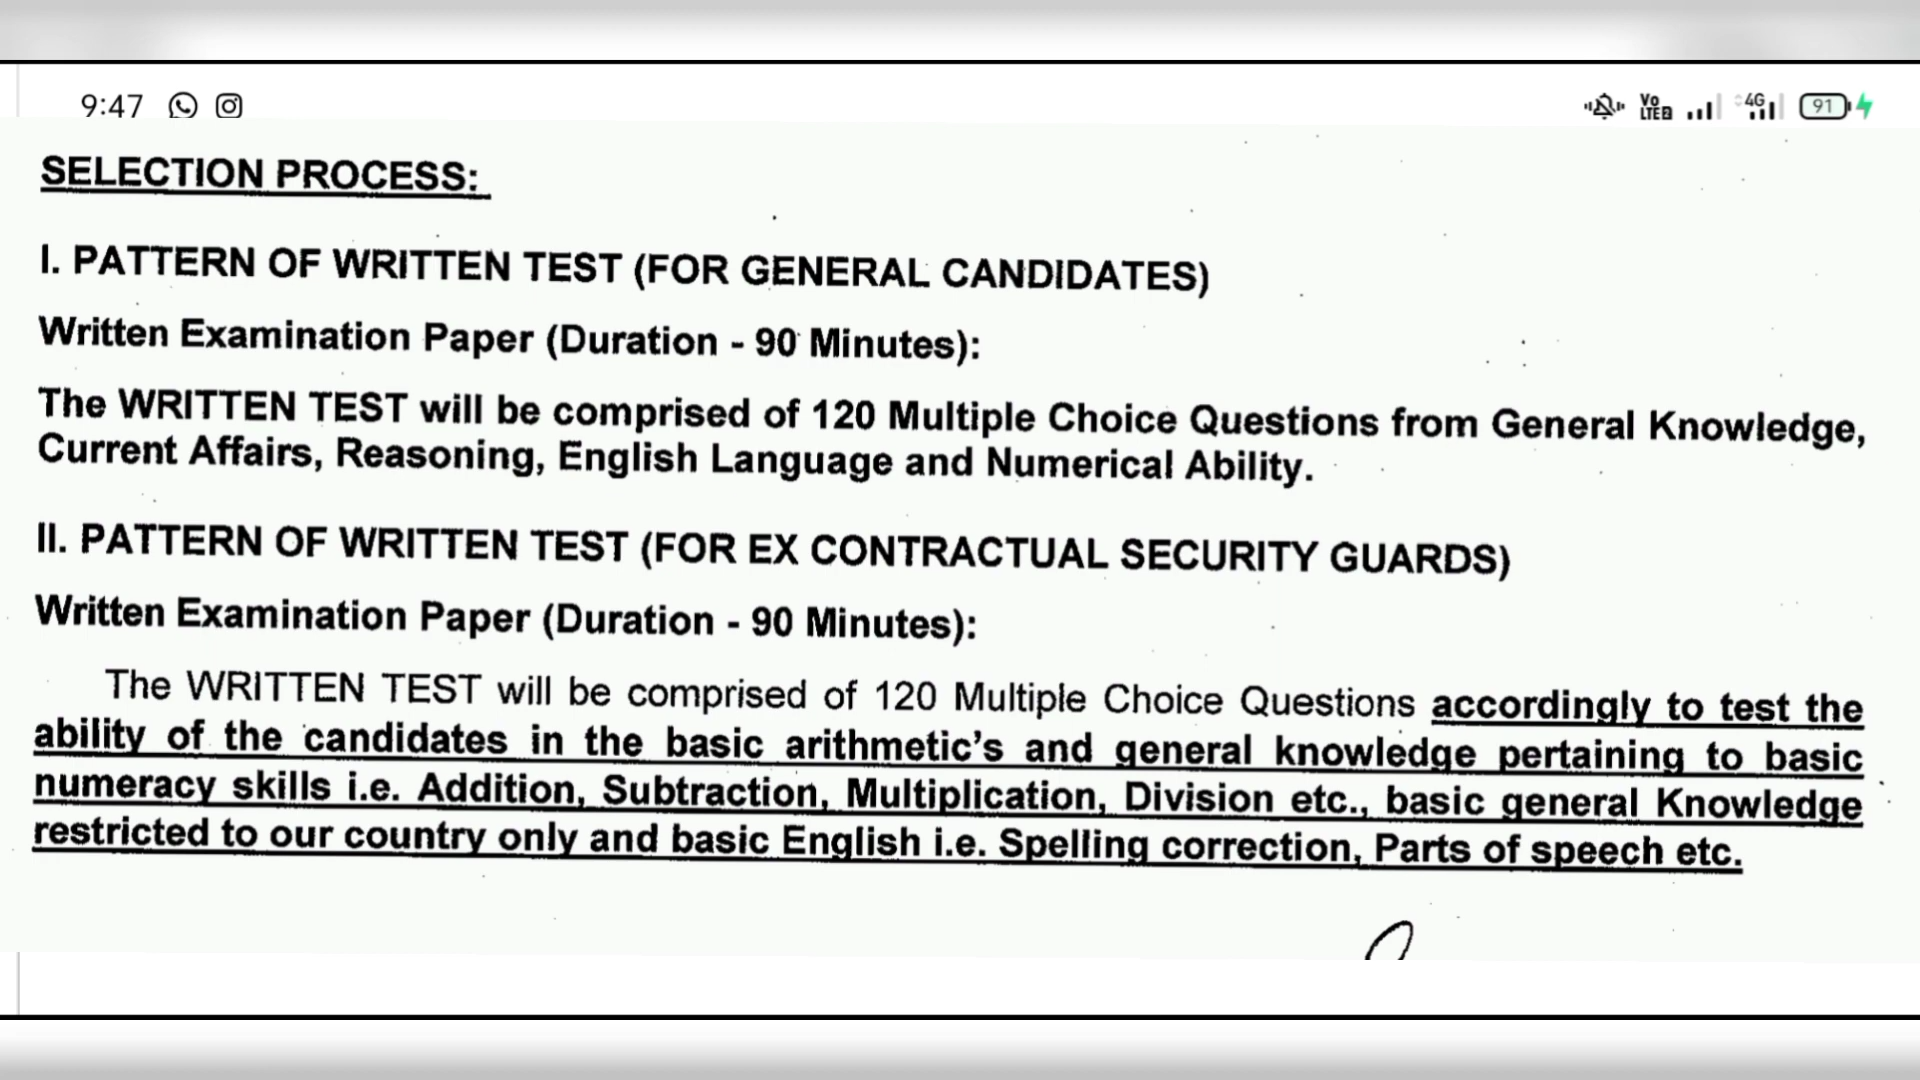 9:47
Vo
LTE2
4G
91
SELECTION PROCESS:
I. PATTERN OF WRITTEN TEST (FOR GENERAL CANDIDATES)
Written Examination Paper (Duration - 90 Minutes):
The WRITTEN TEST will be comprised of 120 Multiple Choice Questions from General Knowledge,
Current Affairs, Reasoning, English Language and Numerical Ability.
II. PATTERN OF WRITTEN TEST (FOR EX CONTRACTUAL SECURITY GUARDS)
Written Examination Paper (Duration - 90 Minutes):
The WRITTEN TEST will be comprised of 120 Multiple Choice Questions accordingly to test the
ability of the candidates in the basic arithmetic's and general knowledge pertaining to basic
numeracy skills i.e. Addition, Subtraction, Multiplication, Division etc., basic general Knowledge
restricted to our country only and basic English i.e. Spelling correction, Parts of speech etc.